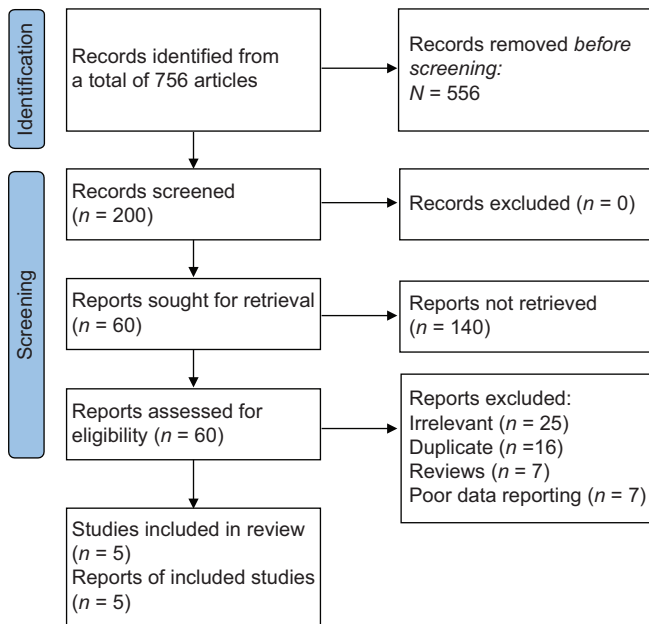 Identification
Records identified from
a total of 756 articles
Records removed before
screening:
N = 556
Screening
Records screened
(n = 200)
Records excluded (n = 0)
Reports sought for retrieval
(n = 60)
Reports not retrieved
(n = 140)
Reports assessed for
eligibility (n = 60)
Reports excluded:
Irrelevant (n = 25)
Duplicate (n =16)
Reviews (n = 7)
Poor data reporting (n = 7)
Studies included in review
(n = 5)
Reports of included studies
(n = 5)